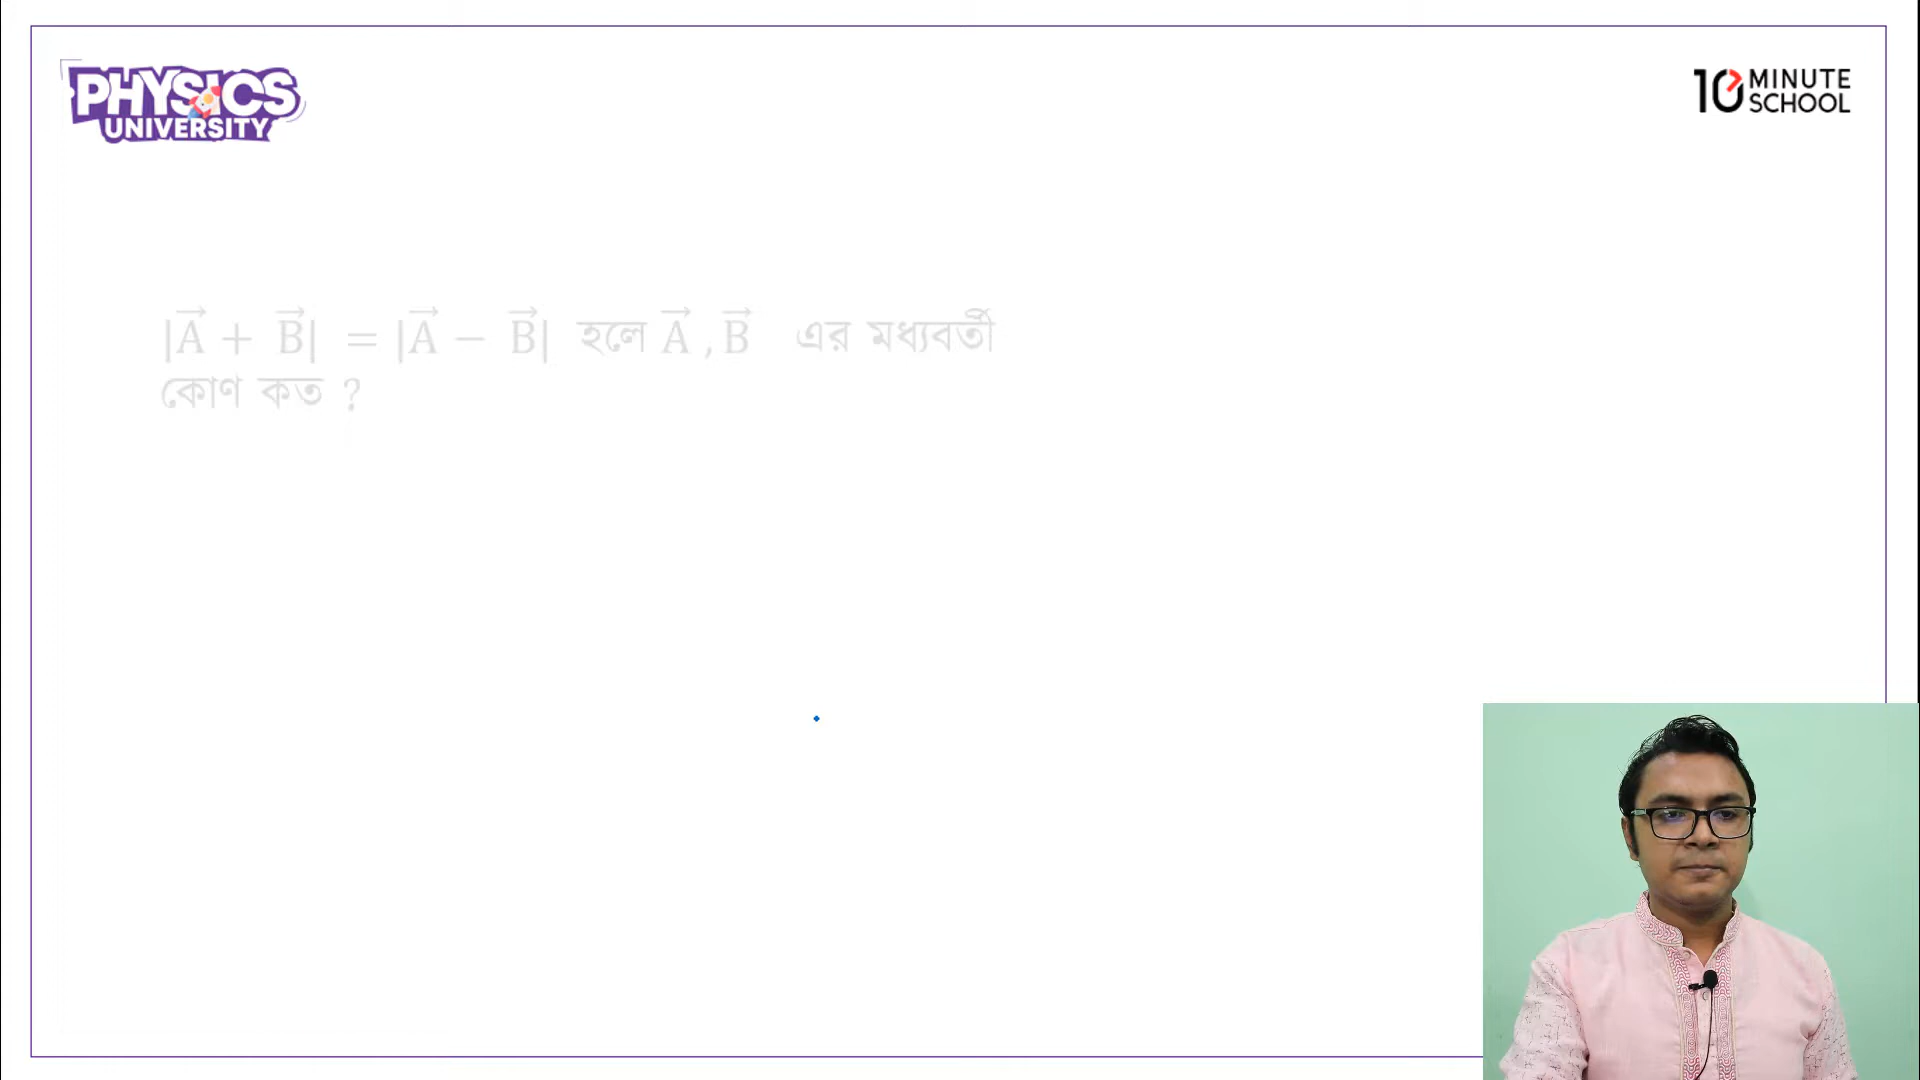 PHYSICS
UNIVERSITY
10 MINUTE
SCHOOL
|A⃗ + B⃗| = |A⃗ − B⃗| হলে A⃗ , B⃗ এর মধ্যবর্তী
কোণ কত ?